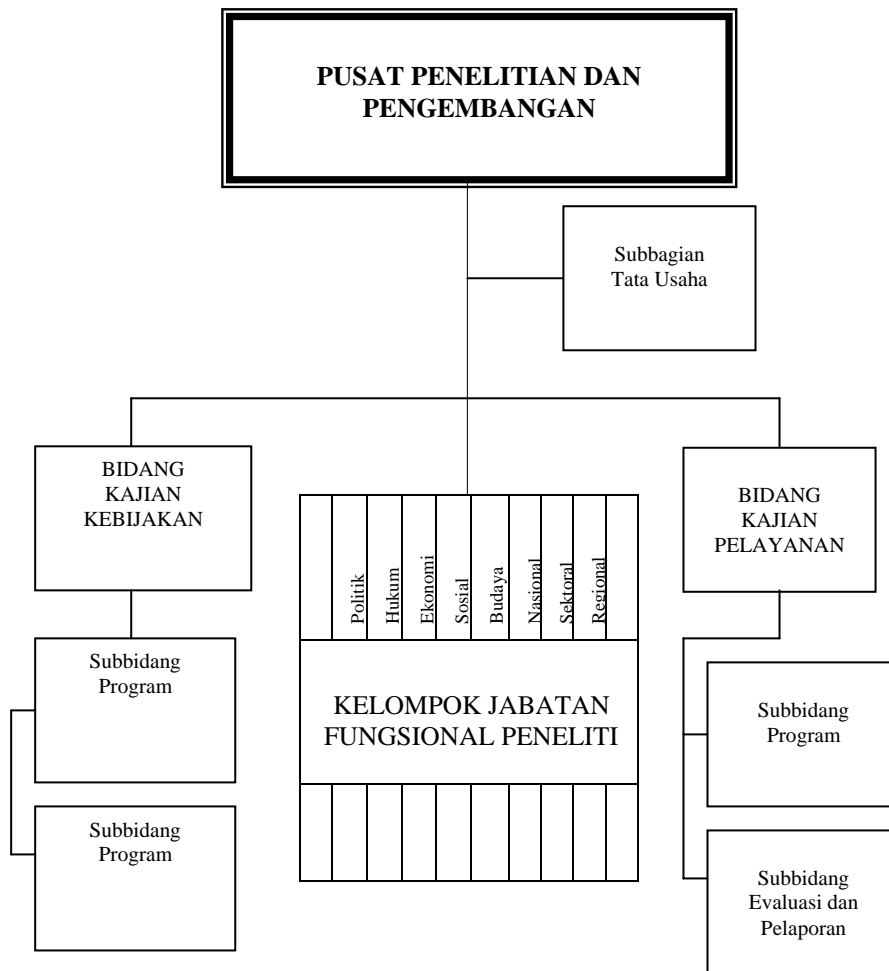 PUSAT PENELITIAN DAN
PENGEMBANGAN
Subbagian
Tata Usaha
BIDANG
KAJIAN
KEBIJAKAN
BIDANG
KAJIAN
PELAYANAN
Politik
Hukum
Ekonomi
Sosial
Budaya
Nasional
Sektoral
Regional
Subbidang
Program
KELOMPOK JABATAN
FUNGSIONAL PENELITI
Subbidang
Program
Subbidang
Program
Subbidang
Evaluasi dan
Pelaporan